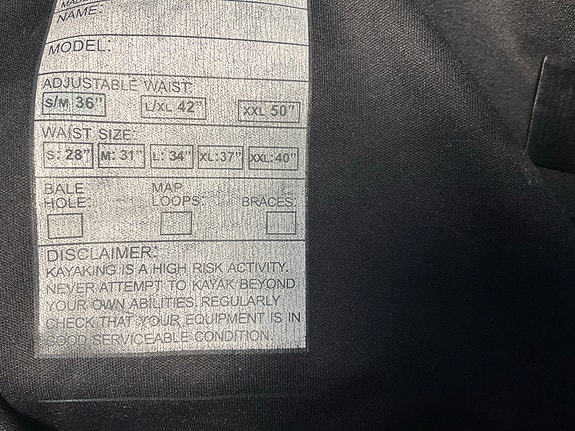 MADE
NAME:
MODEL:
ADJUSTABLE WAIST:
S/M 36" L/XL 42" XXL 50"
WAIST SIZE:
S: 28" M: 31" L: 34" XL:37" XXL:40"
BALE HOLE: MAP LOOPS: BRACES:
DISCLAIMER:
KAYAKING IS A HIGH RISK ACTIVITY.
NEVER ATTEMPT TO KAYAK BEYOND
YOUR OWN ABILITIES. REGULARLY
CHECK THAT YOUR EQUIPMENT IS IN
GOOD SERVICEABLE CONDITION.